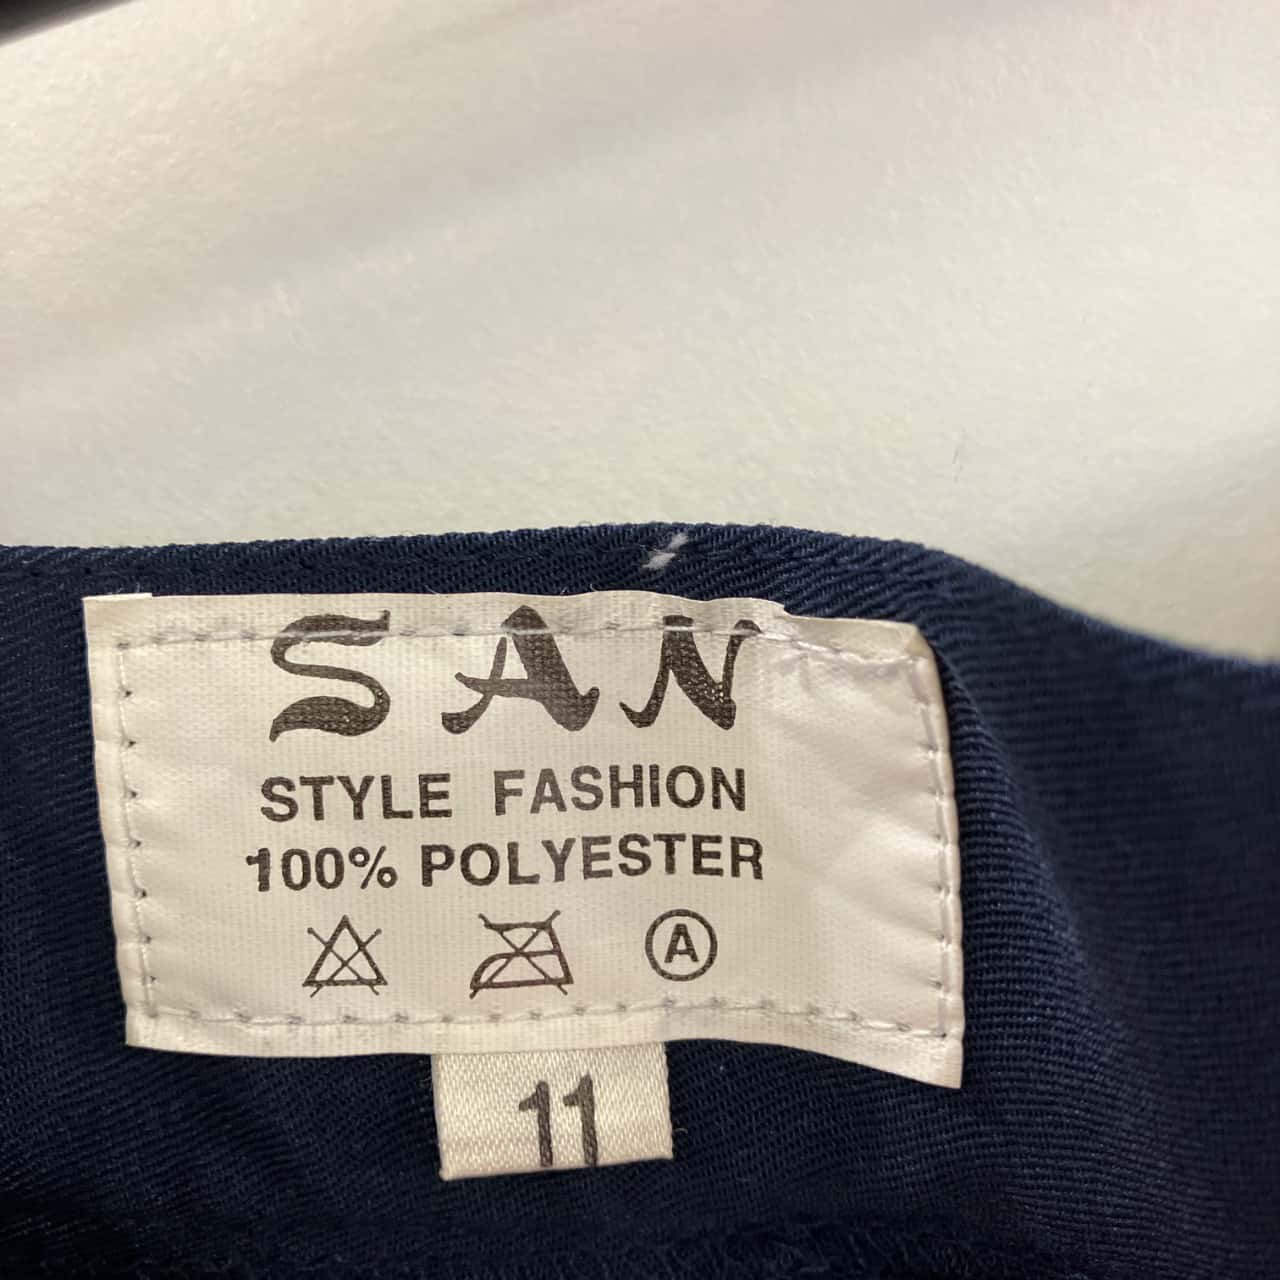 SAN
STYLE FASHION
100% POLYESTER
A
11